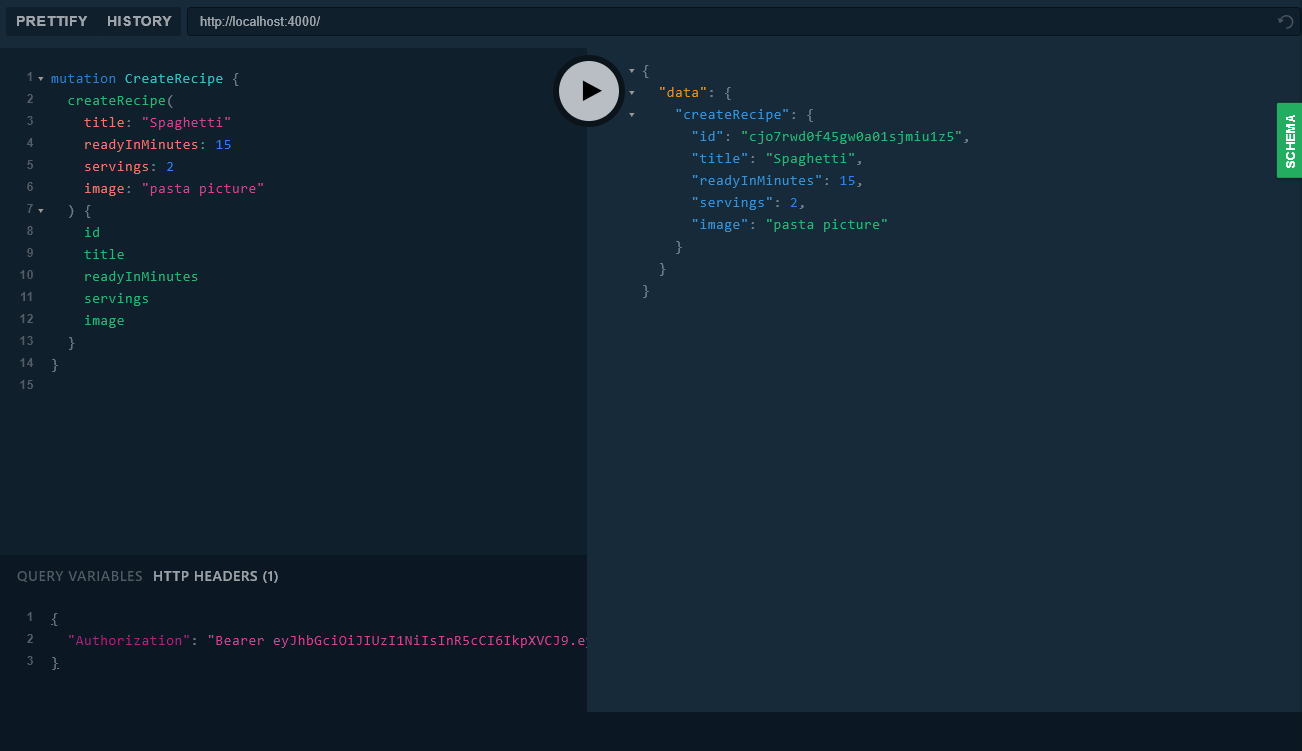 PRETTIFY HISTORY http://localhost:4000/
1 mutation CreateRecipe {
2 createRecipe(
3 title: "Spaghetti"
4 readyInMinutes: 15
5 servings: 2
6 image: "pasta picture"
7 ) {
8 id
9 title
10 readyInMinutes
11 servings
12 image
13 }
14 }
15
{
"data": {
"createRecipe": {
"id": "cjo7rwd0f45gw0a01sjmiu1z5",
"title": "Spaghetti",
"readyInMinutes": 15,
"servings": 2,
"image": "pasta picture"
}
}
}
SCHEMA
QUERY VARIABLES HTTP HEADERS (1)
1 {
2 "Authorization": "Bearer eyJhbGciOiJIUzI1NiIsInR5cCI6IkpXVCJ9.ey
3 }